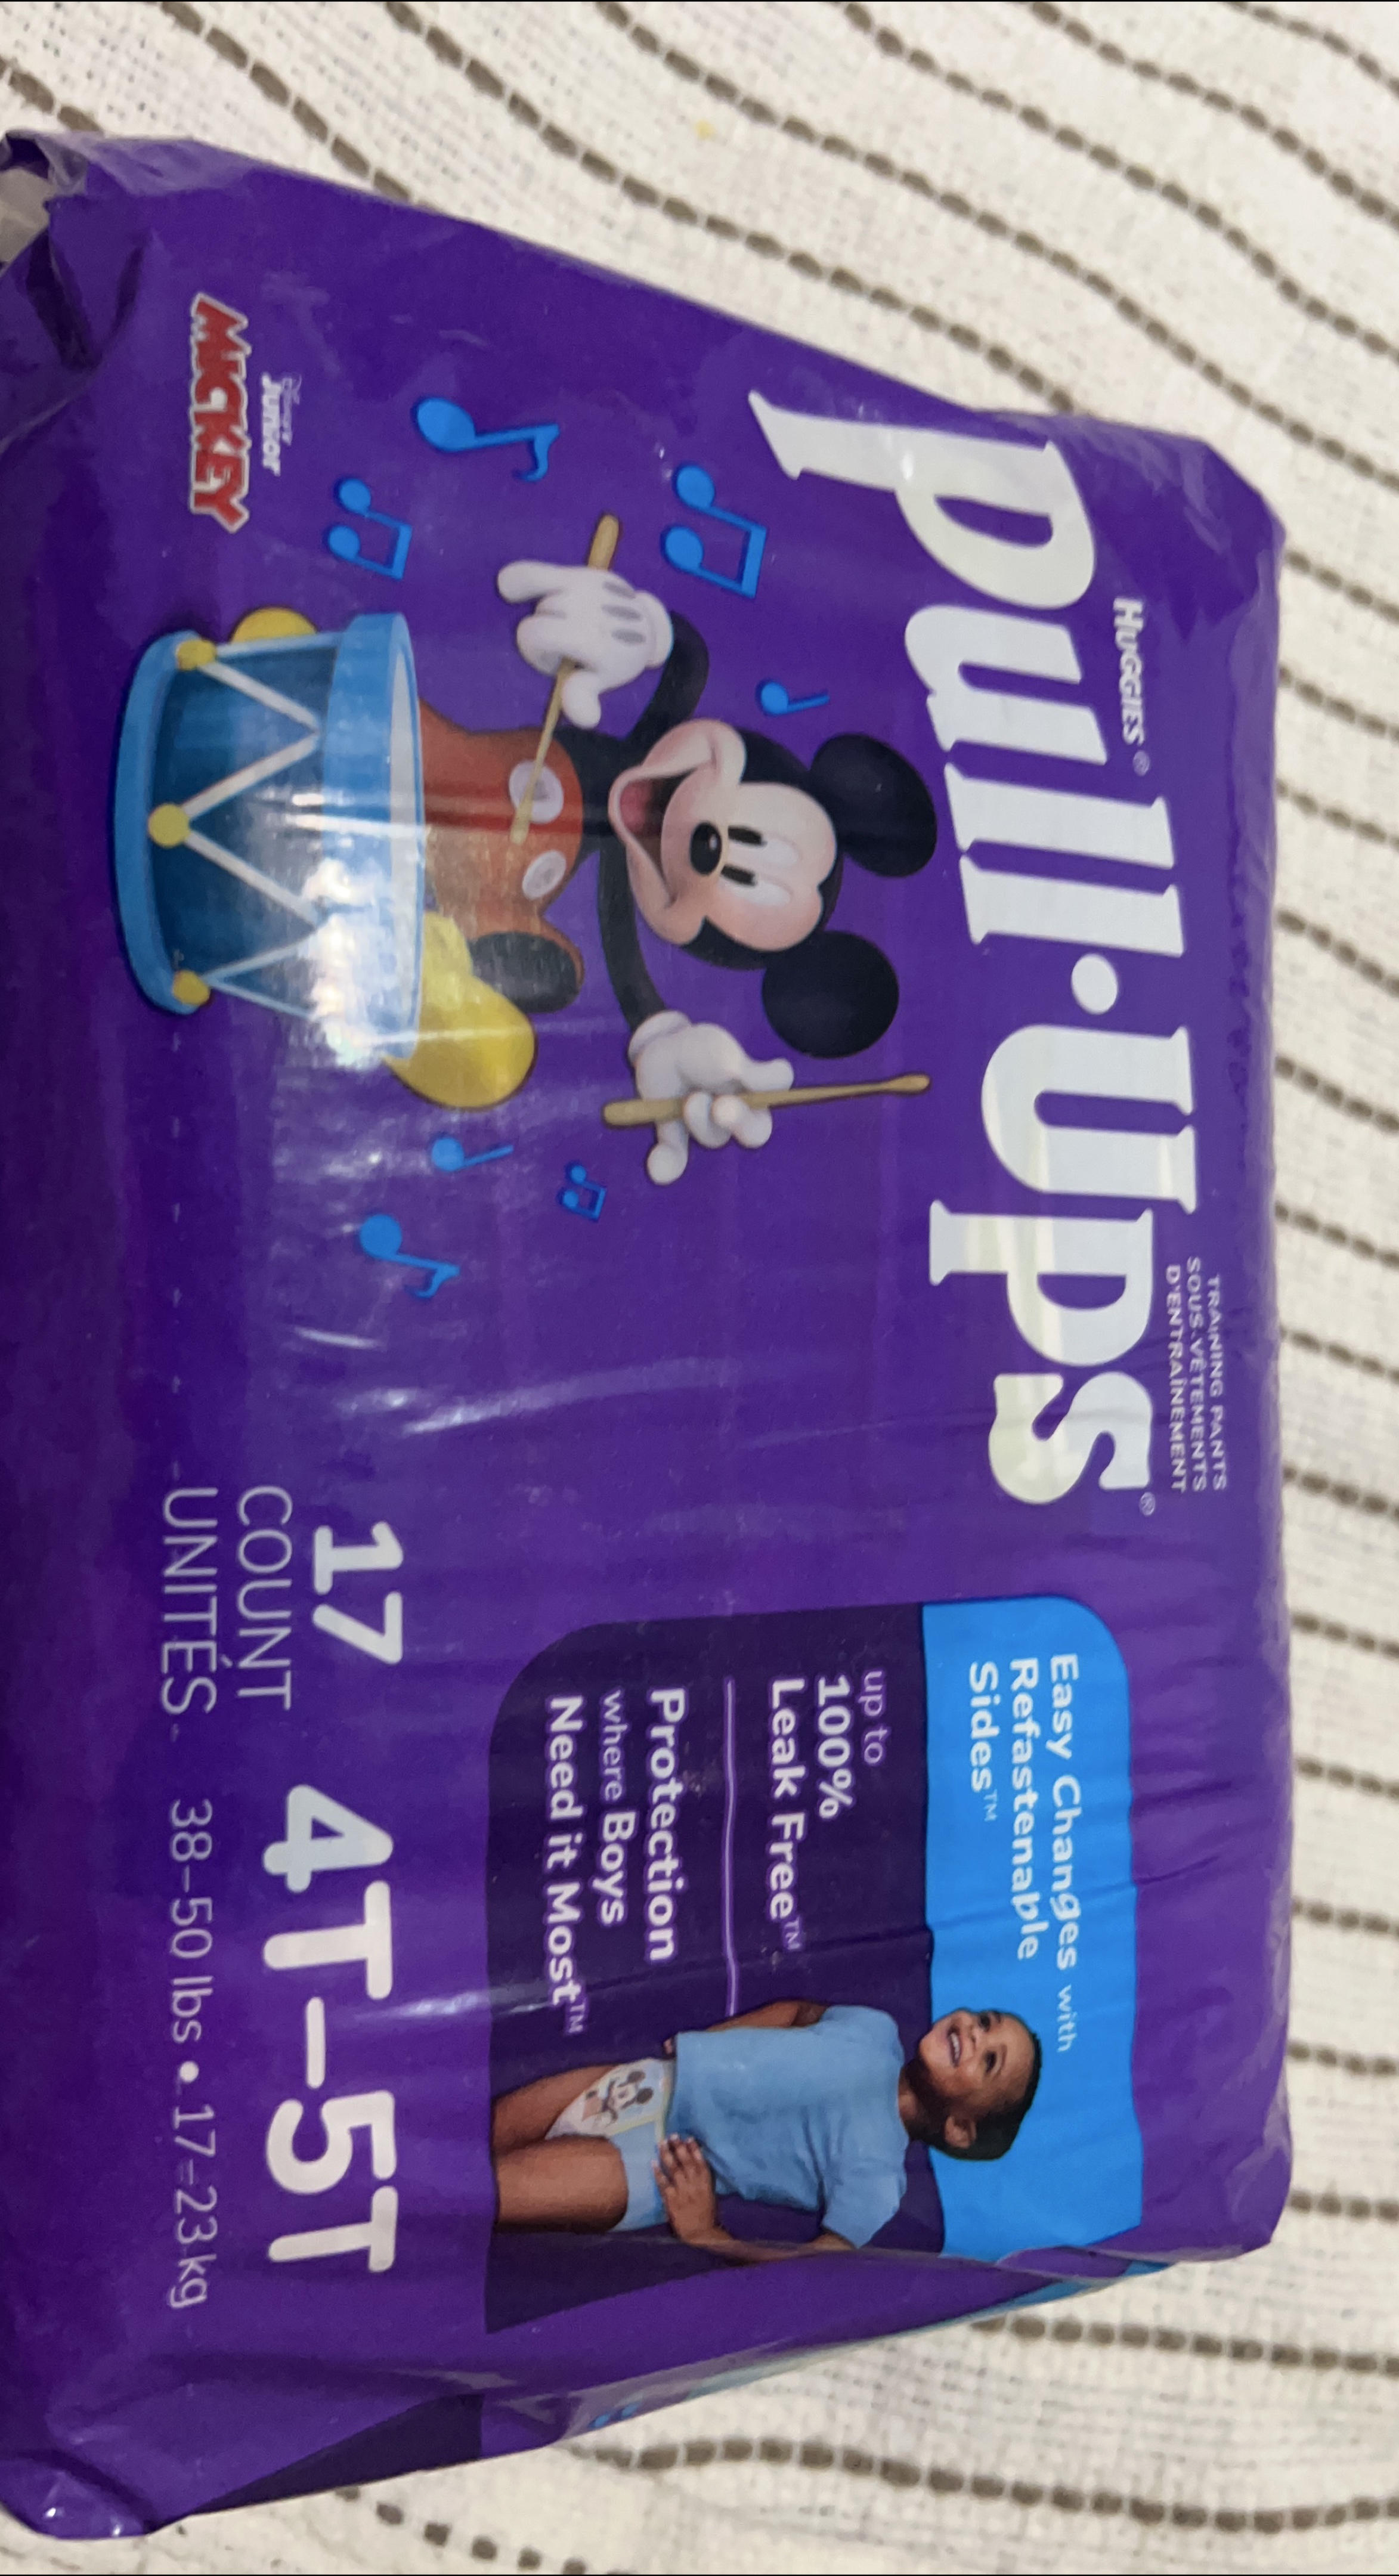 HUGGIES®
Pull·Ups®
TRAINING PANTS
SOUS-VÊTEMENTS
D'ENTRAÎNEMENT
Easy Changes with
Refastenable
Sides™
up to
100%
Leak Free™
Protection
where Boys
Need it Most™
Disney
Junior
MICKEY
17
COUNT
UNITÉS
4T-5T
38-50 lbs • 17-23 kg